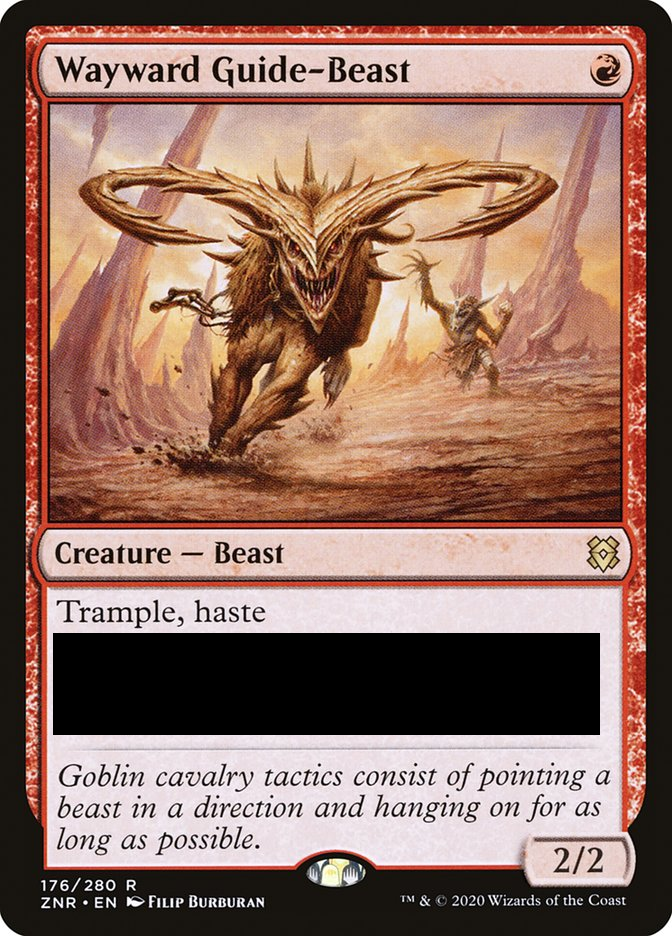 Wayward Guide-Beast
Creature — Beast
Trample, haste
Goblin cavalry tactics consist of pointing a
beast in a direction and hanging on for as
long as possible.
2/2
176/280 R
ZNR • EN Filip Burburan
™ & © 2020 Wizards of the Coast